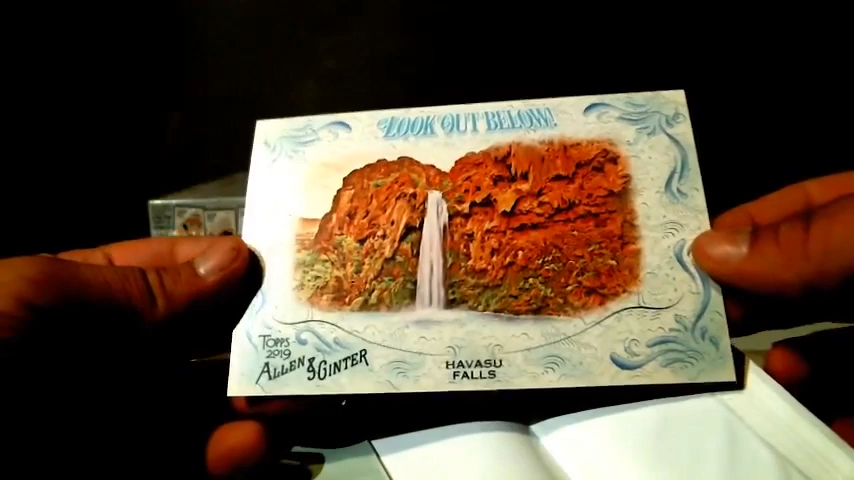 LOOK OUT BELOW!
TOPPS
2019
ALLEN & GINTER
HAVASU
FALLS